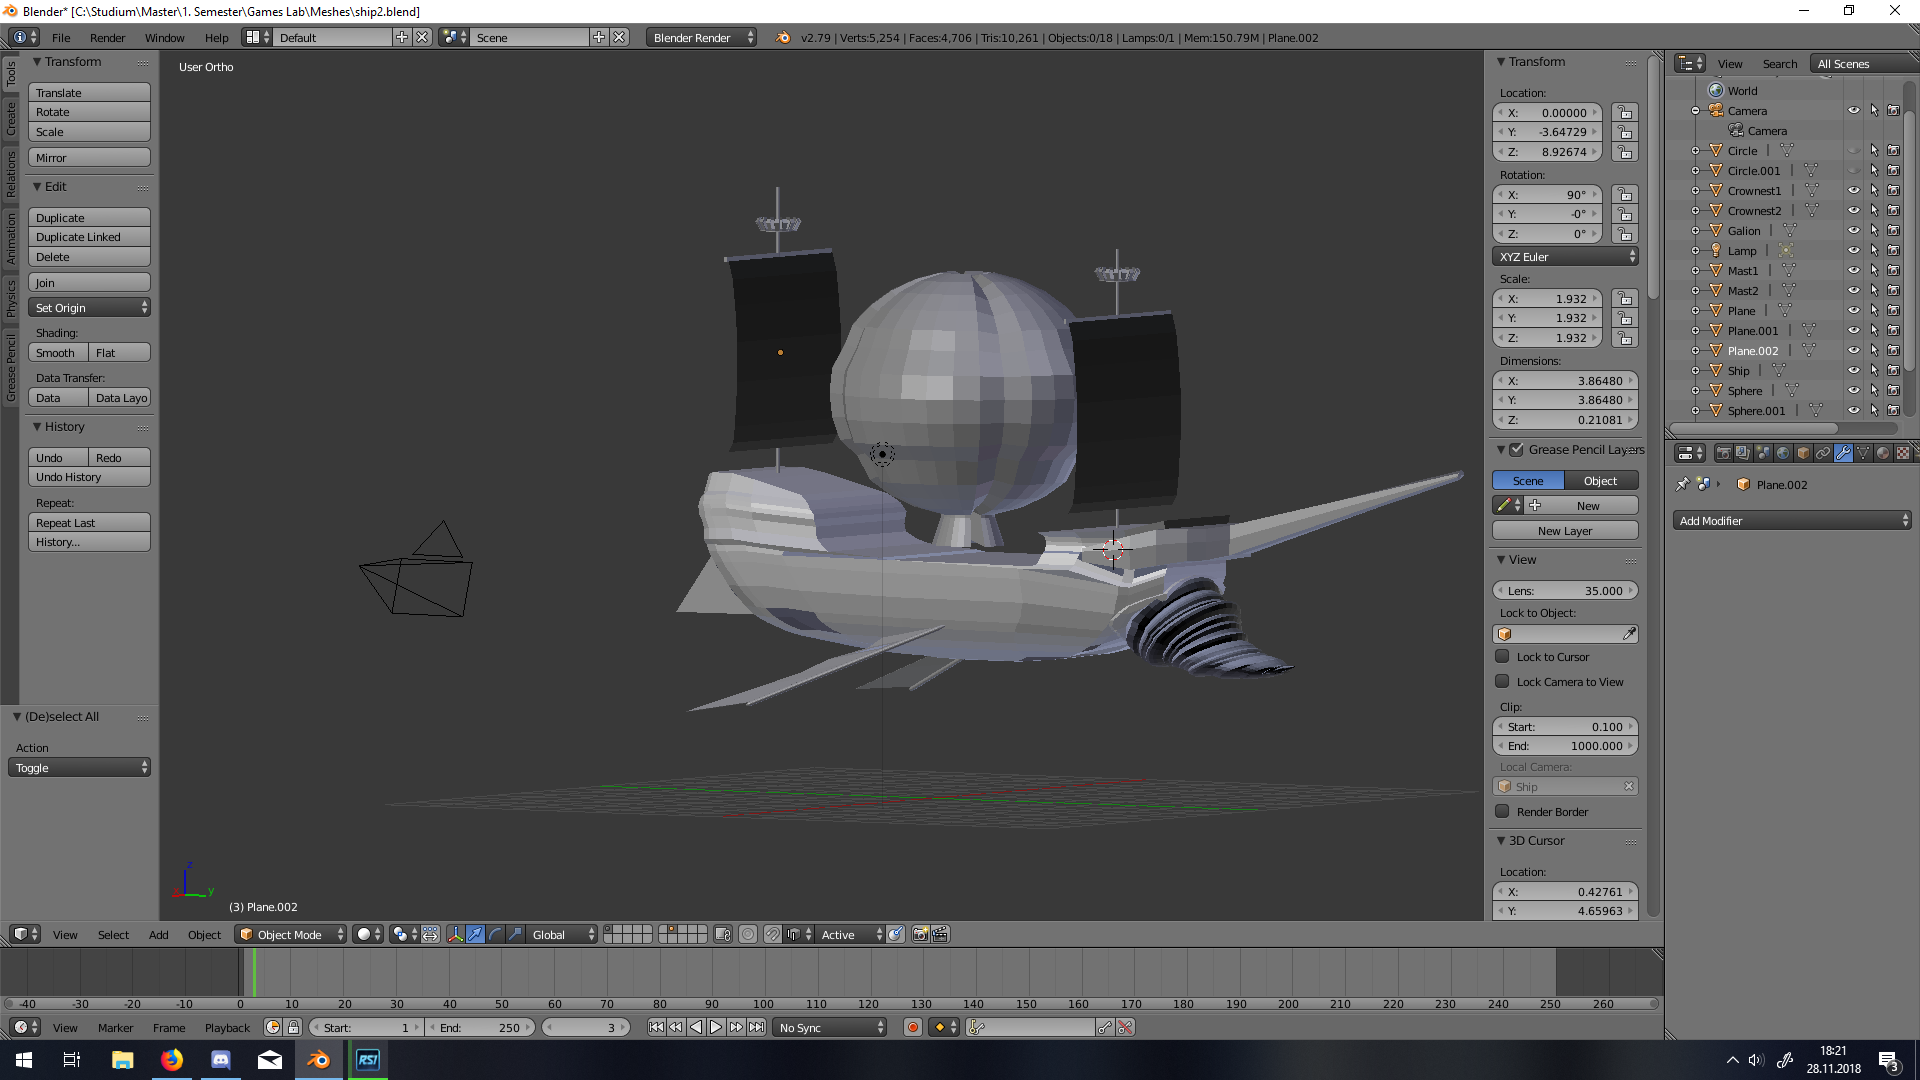 Blender* [C:\Studium\Master\1. Semester\Games Lab\Meshes\ship2.blend]
File Render Window Help Default Scene Blender Render v2.79 | Verts:5,254 | Faces:4,706 | Tris:10,261 | Objects:0/18 | Lamps:0/1 | Mem:150.79M | Plane.002
Tools
Create
Relations
Animation
Physics
Grease Pencil
Transform
Translate
Rotate
Scale
Mirror
Edit
Duplicate
Duplicate Linked
Delete
Join
Set Origin
Shading:
Smooth Flat
Data Transfer:
Data Data Layo
History
Undo Redo
Undo History
Repeat:
Repeat Last
History...
(De)select All
Action
Toggle
User Ortho
z
x y
(3) Plane.002
Transform
Location:
X: 0.00000
Y: -3.64729
Z: 8.92674
Rotation:
X: 90°
Y: -0°
Z: 0°
XYZ Euler
Scale:
X: 1.932
Y: 1.932
Z: 1.932
Dimensions:
X: 3.86480
Y: 3.86480
Z: 0.21081
Grease Pencil Layers
Scene Object
New
New Layer
View
Lens: 35.000
Lock to Object:
Lock to Cursor
Lock Camera to View
Clip:
Start: 0.100
End: 1000.000
Local Camera:
Ship
Render Border
3D Cursor
Location:
X: 0.42761
Y: 4.65963
View Search All Scenes
World
Camera
Camera
Circle
Circle.001
Crownest1
Crownest2
Galion
Lamp
Mast1
Mast2
Plane
Plane.001
Plane.002
Ship
Sphere
Sphere.001
Plane.002
Add Modifier
View Select Add Object Object Mode Global Active
-40 -30 -20 -10 0 10 20 30 40 50 60 70 80 90 100 110 120 130 140 150 160 170 180 190 200 210 220 230 240 250 260
View Marker Frame Playback Start: 1 End: 250 3 No Sync
RSI
18:21
28.11.2018
3